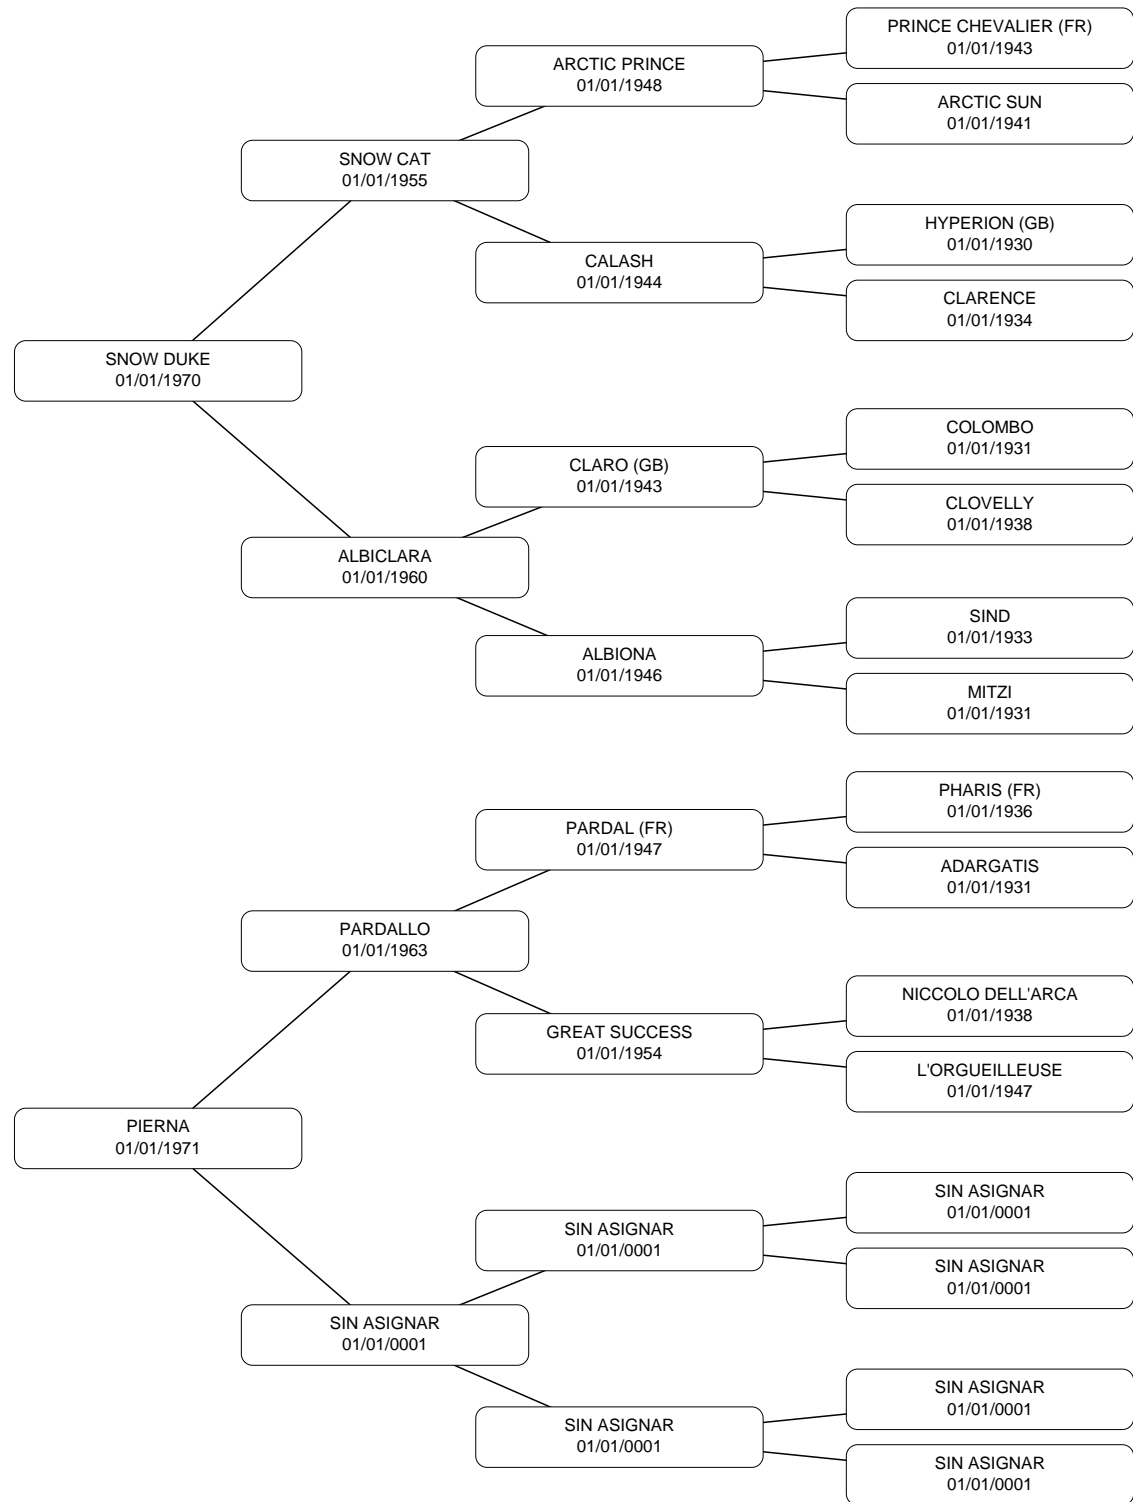 PRINCE CHEVALIER (FR)
01/01/1943
ARCTIC PRINCE
01/01/1948
ARCTIC SUN
01/01/1941
SNOW CAT
01/01/1955
HYPERION (GB)
01/01/1930
CALASH
01/01/1944
CLARENCE
01/01/1934
SNOW DUKE
01/01/1970
COLOMBO
01/01/1931
CLARO (GB)
01/01/1943
CLOVELLY
01/01/1938
ALBICLARA
01/01/1960
SIND
01/01/1933
ALBIONA
01/01/1946
MITZI
01/01/1931
PHARIS (FR)
01/01/1936
PARDAL (FR)
01/01/1947
ADARGATIS
01/01/1931
PARDALLO
01/01/1963
NICCOLO DELL'ARCA
01/01/1938
GREAT SUCCESS
01/01/1954
L'ORGUEILLEUSE
01/01/1947
PIERNA
01/01/1971
SIN ASIGNAR
01/01/0001
SIN ASIGNAR
01/01/0001
SIN ASIGNAR
01/01/0001
SIN ASIGNAR
01/01/0001
SIN ASIGNAR
01/01/0001
SIN ASIGNAR
01/01/0001
SIN ASIGNAR
01/01/0001